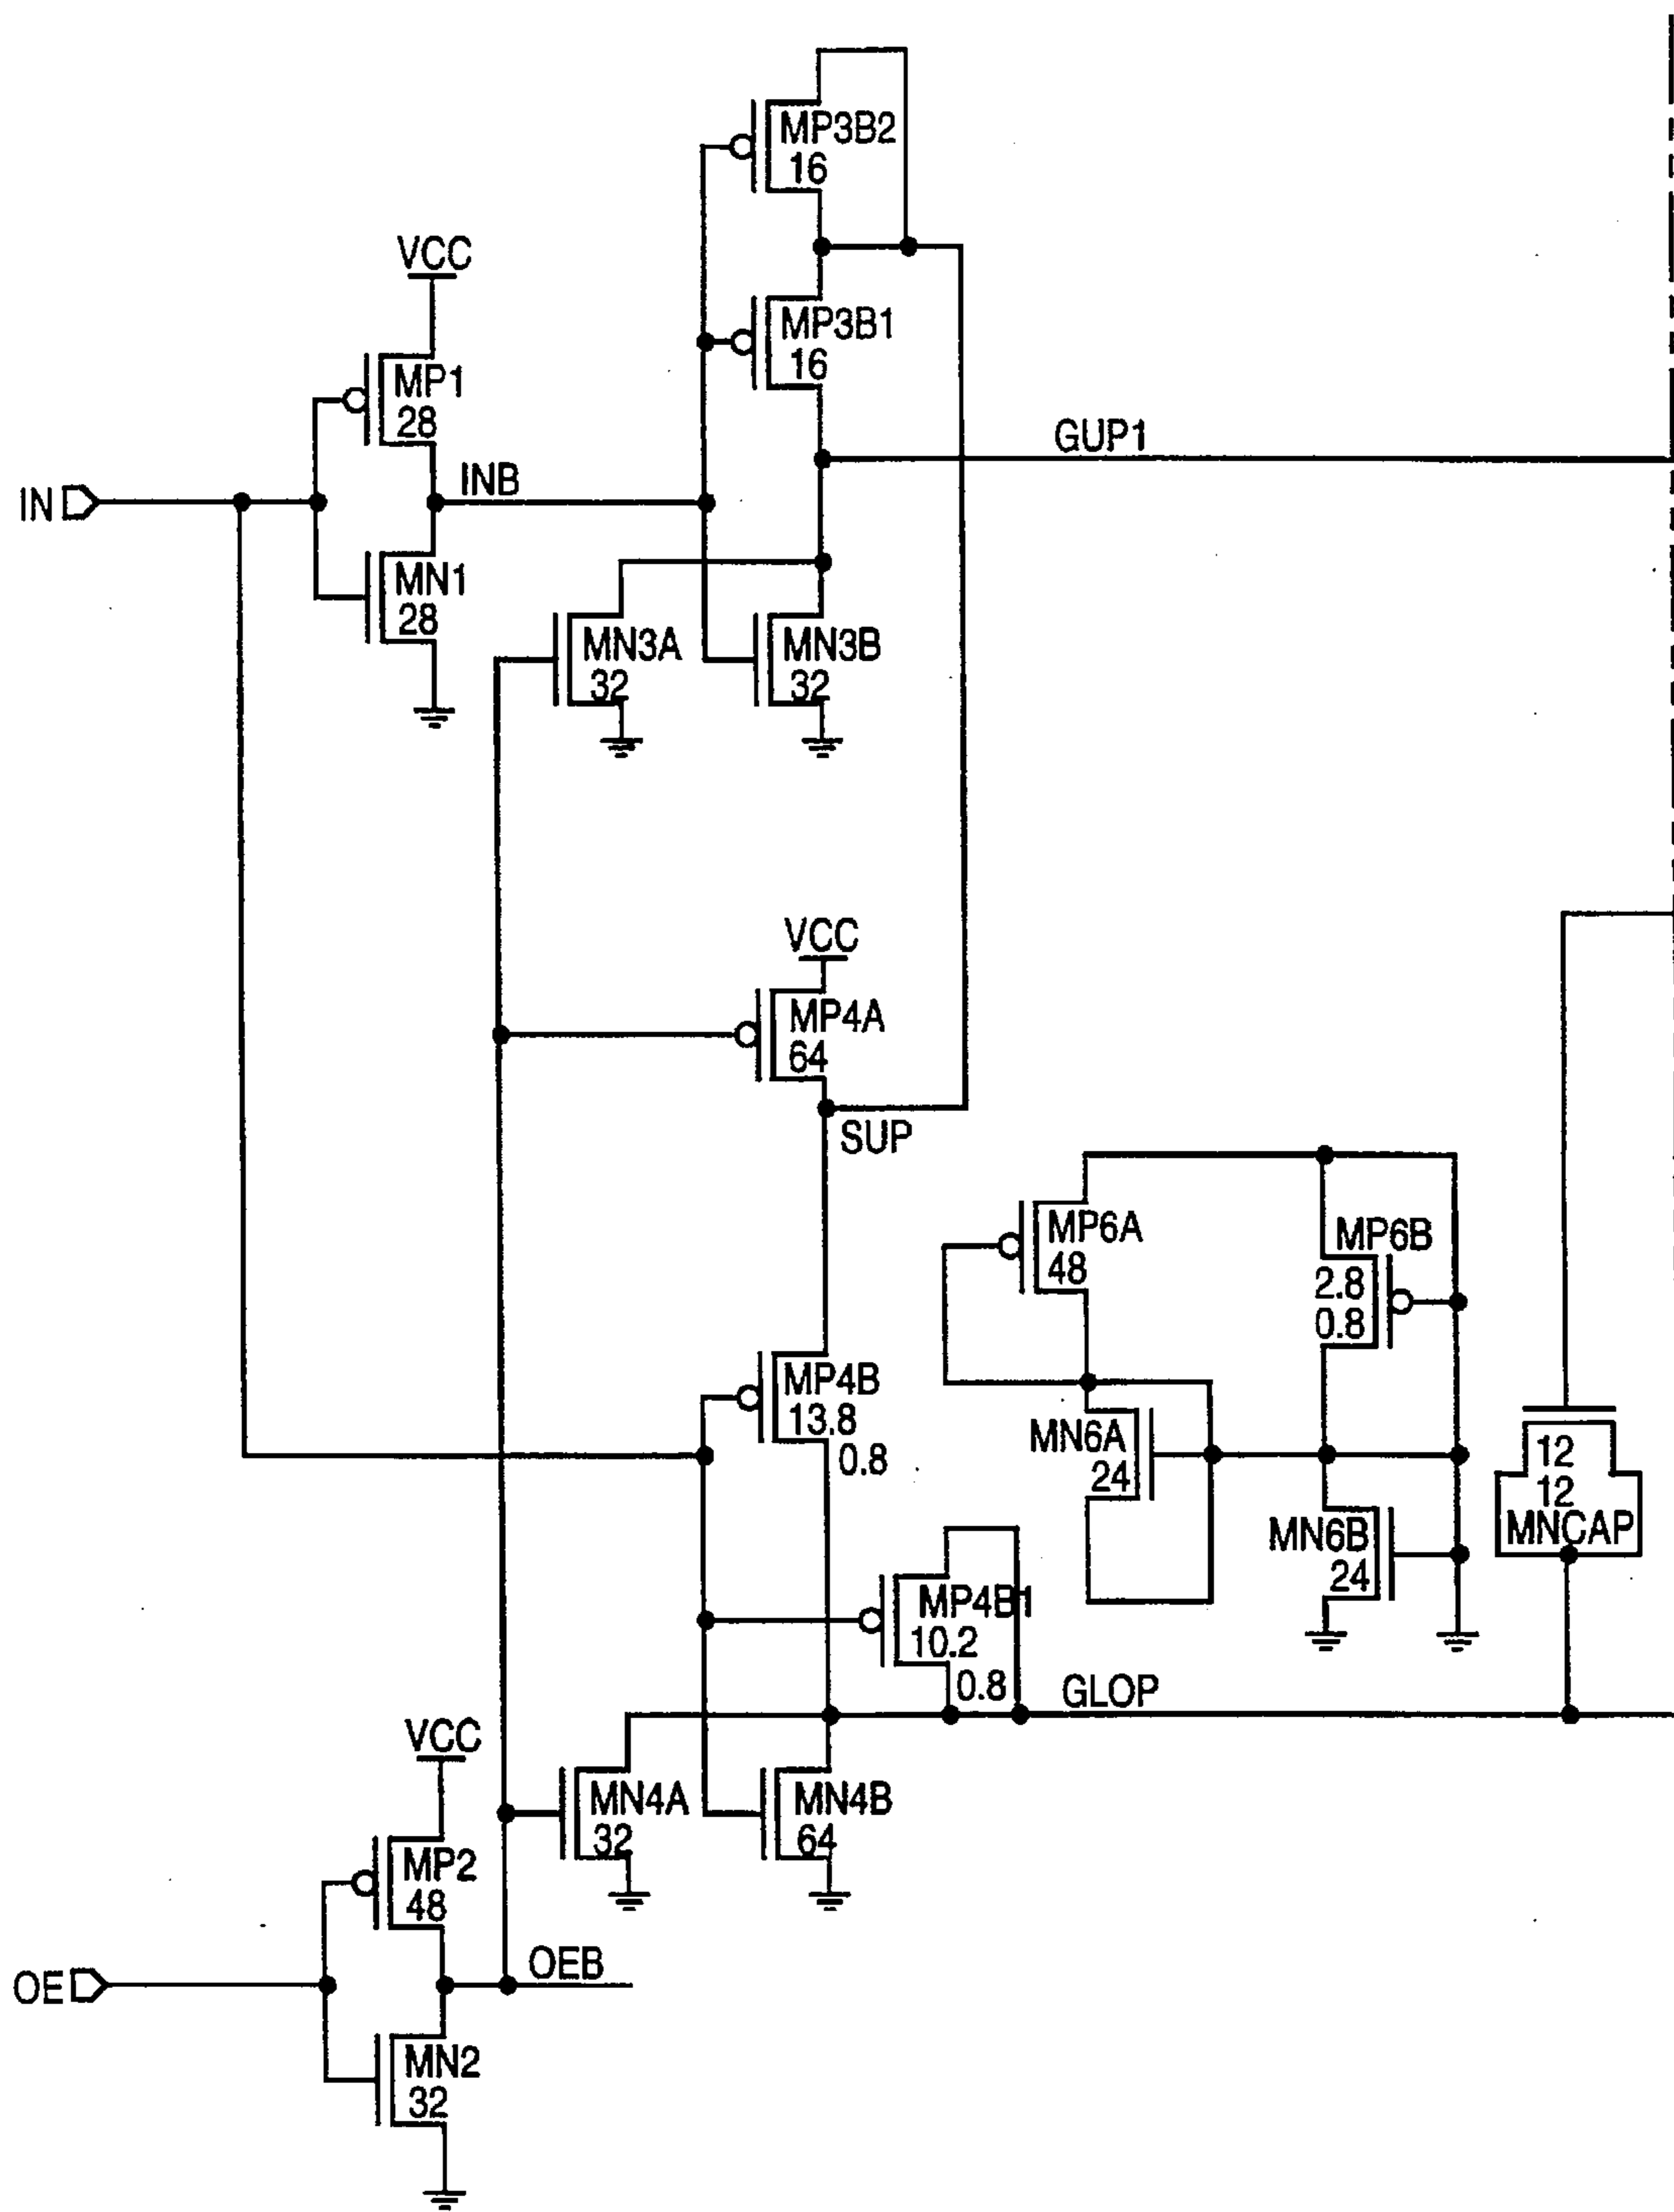 MP3B2
16
VCC
MP3B1
16
MP1
28
GUP1
INB
IN
MN1
28
MN3A
32
MN3B
32
VCC
MP4A
64
SUP
MP6A
48
MP6B
2.8
0.8
MP4B
13.8
0.8
MN6A
24
12
12
MNCAP
MN6B
24
MP4B1
10.2
0.8
GLOP
VCC
MN4A
32
MN4B
64
MP2
48
OEB
OE
MN2
32